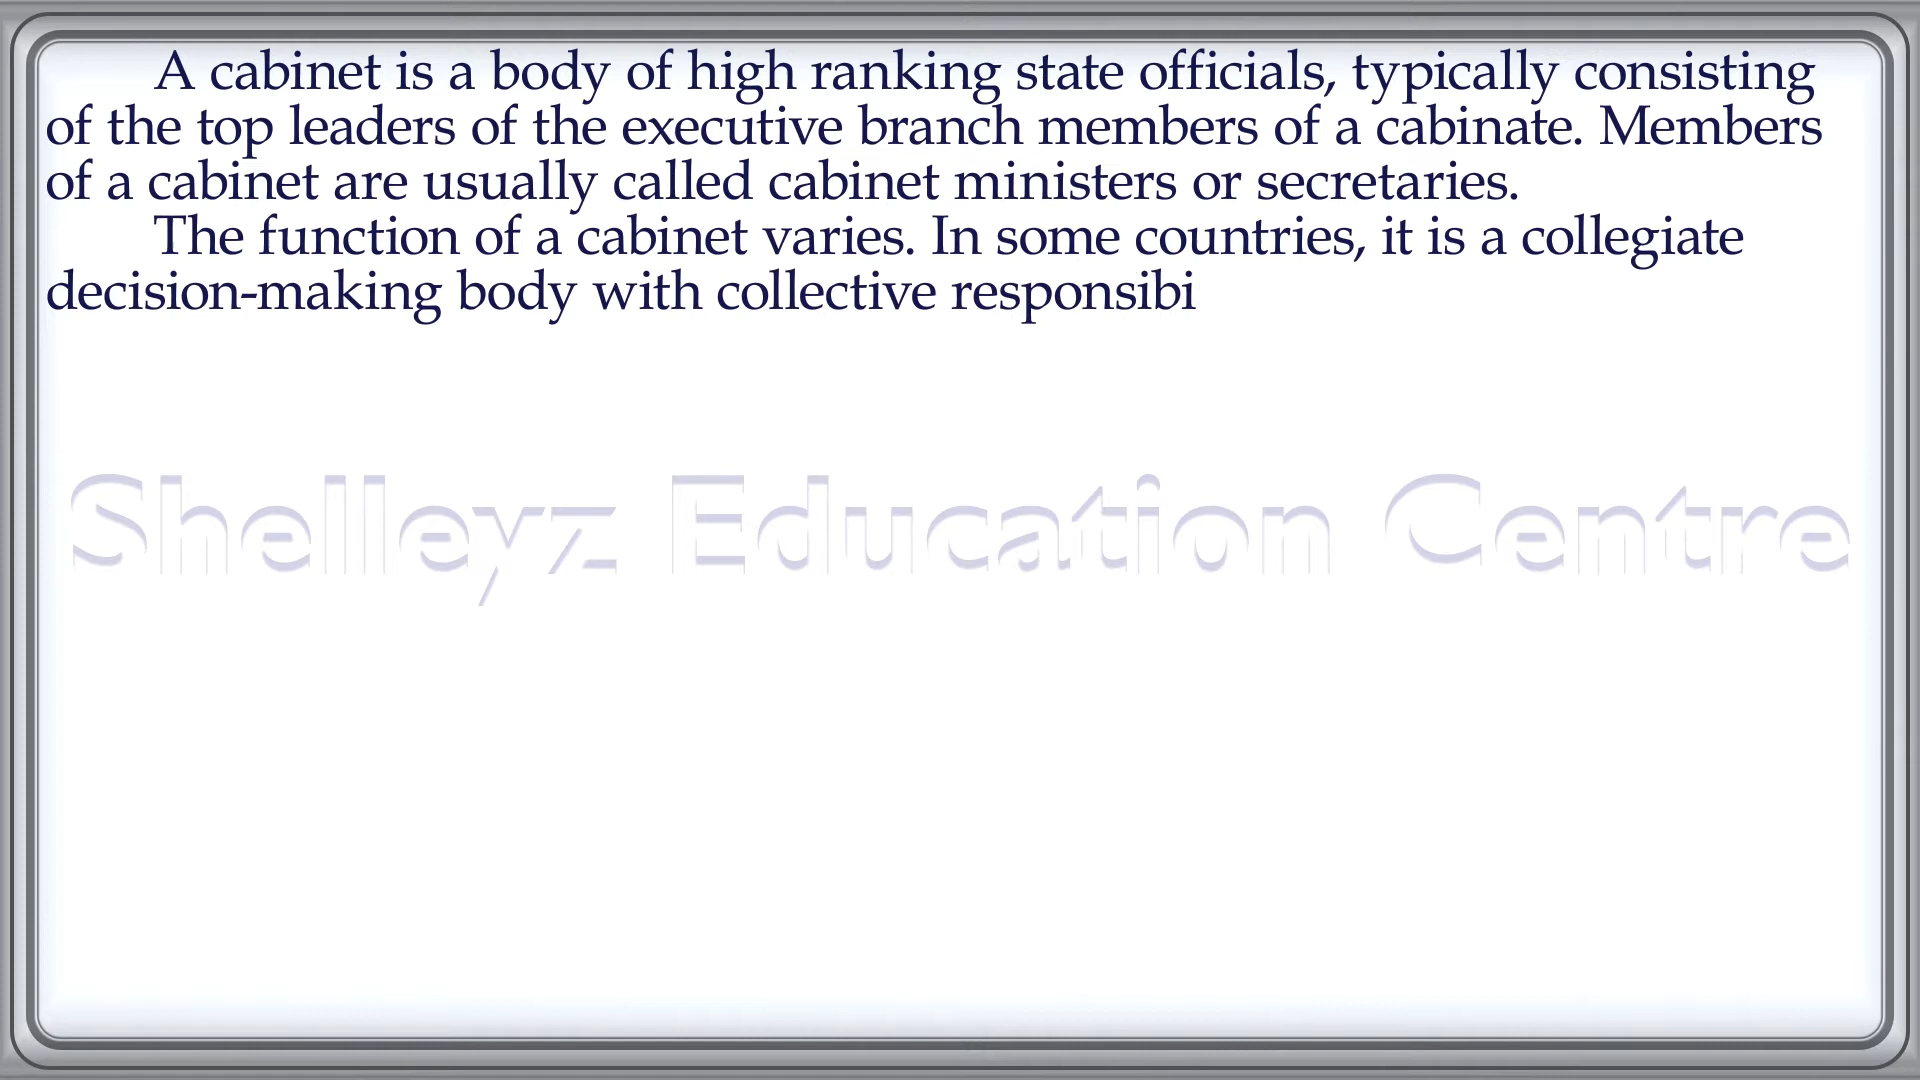 A cabinet is a body of high ranking state officials, typically consisting
of the top leaders of the executive branch members of a cabinate. Members
of a cabinet are usually called cabinet ministers or secretaries.
The function of a cabinet varies. In some countries, it is a collegiate
decision-making body with collective responsibi
Shelleyz Education Centre